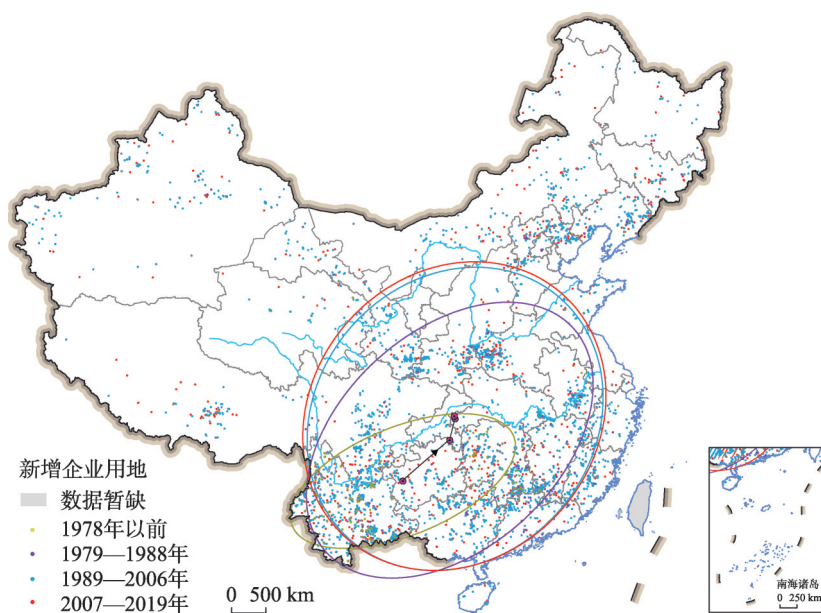 新增企业用地
数据暂缺
1978年以前
1979—1988年
1989—2006年
2007—2019年
0 500 km
南海诸岛
0 250 km